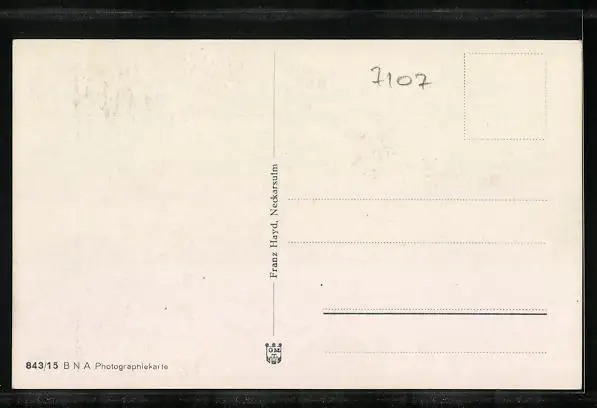 7107
Franz Hayd, Neckarsulm
843/15 B N A Photographiekarte